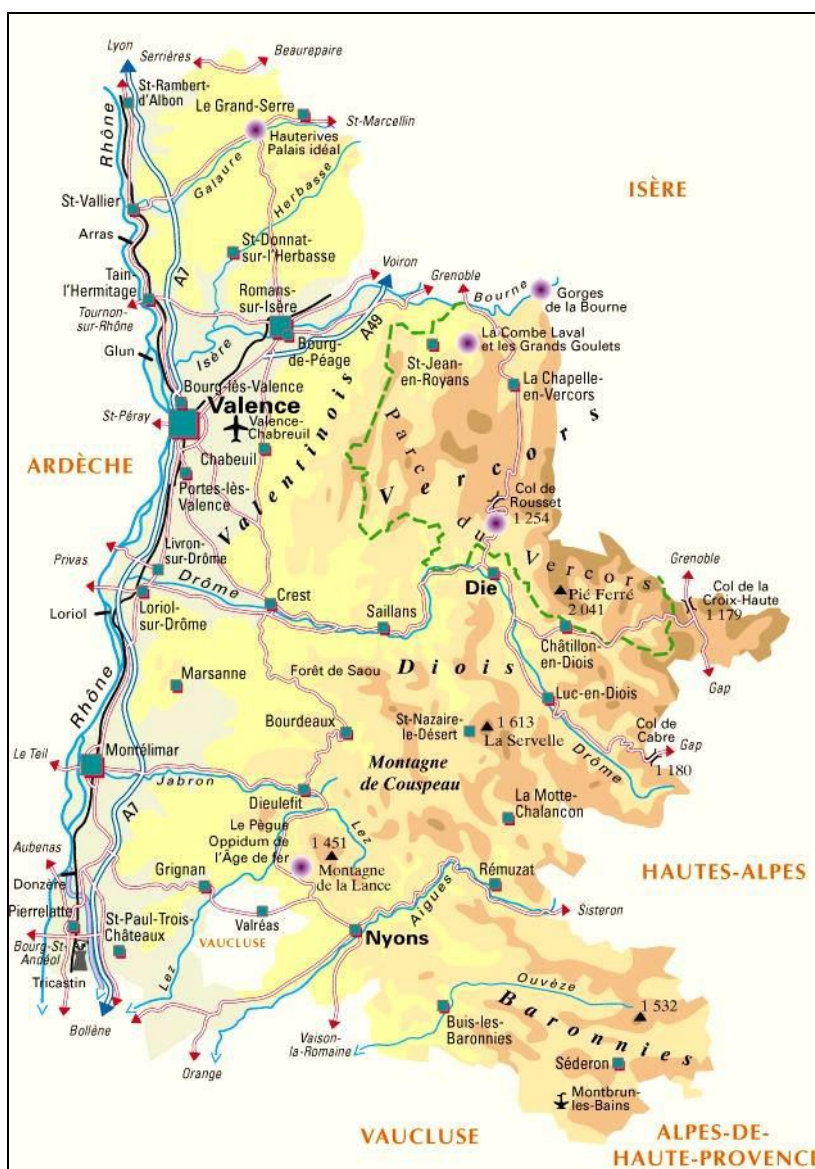 Lyon
Serrières
Beaurepaire
St-Rambert-
d'Albon
Le Grand-Serre
St-Marcellin
Rhône
Hauterives
Palais idéal
Galaure
Herbasse
ISÈRE
St-Vallier
Arras
St-Donnat-
sur-l'Herbasse
A7
Voiron
Grenoble
Tain-
l'Hermitage
Romans-
sur-Isère
Bourne
Gorges
de la Bourne
Tournon-
sur-Rhône
A49
Glun
Isère
Bourg-
de-Péage
La Combe Laval
et les Grands Goulets
St-Jean-
en-Royans
La Chapelle-
en-Vercors
Bourg-lès-Valence
St-Péray
Valence
Valence-
Chabreuil
ARDÈCHE
Chabeuil
Valentinois
Parc
du
Vercors
Vercors
Portes-lès-
Valence
Col de
Rousset
1 254
Privas
Livron-
sur-Drôme
Grenoble
Drôme
Die
Pié Ferré
2 041
Col de la
Croix-Haute
1 179
Loriol
Loriol-
sur-Drôme
Crest
Saillans
Châtillon-
en-Diois
Gap
Diois
Marsanne
Forêt de Saou
Luc-en-Diois
Rhône
Bourdeaux
St-Nazaire-
le-Désert
1 613
La Servelle
Col de
Cabre
Gap
1 180
Le Teil
Montélimar
Jabron
Montagne
de Couspeau
Drôme
Dieulefit
A7
La Motte-
Chalancon
Aubenas
Le Pègue
Oppidum de
l'Âge de fer
Lez
1 451
Montagne
de la Lance
HAUTES-ALPES
Donzère
Grignan
Rémuzat
Pierrelatte
St-Paul-Trois-
Châteaux
Valréas
Aigues
Sisteron
Bourg-St-
Andéol
VAUCLUSE
Nyons
Tricastin
Lez
Ouvèze
Bollène
Baronnies
1 532
Orange
Vaison-
la-Romaine
Buis-les-
Baronnies
Séderon
Montbrun-
les-Bains
VAUCLUSE
ALPES-DE-
HAUTE-PROVENCE